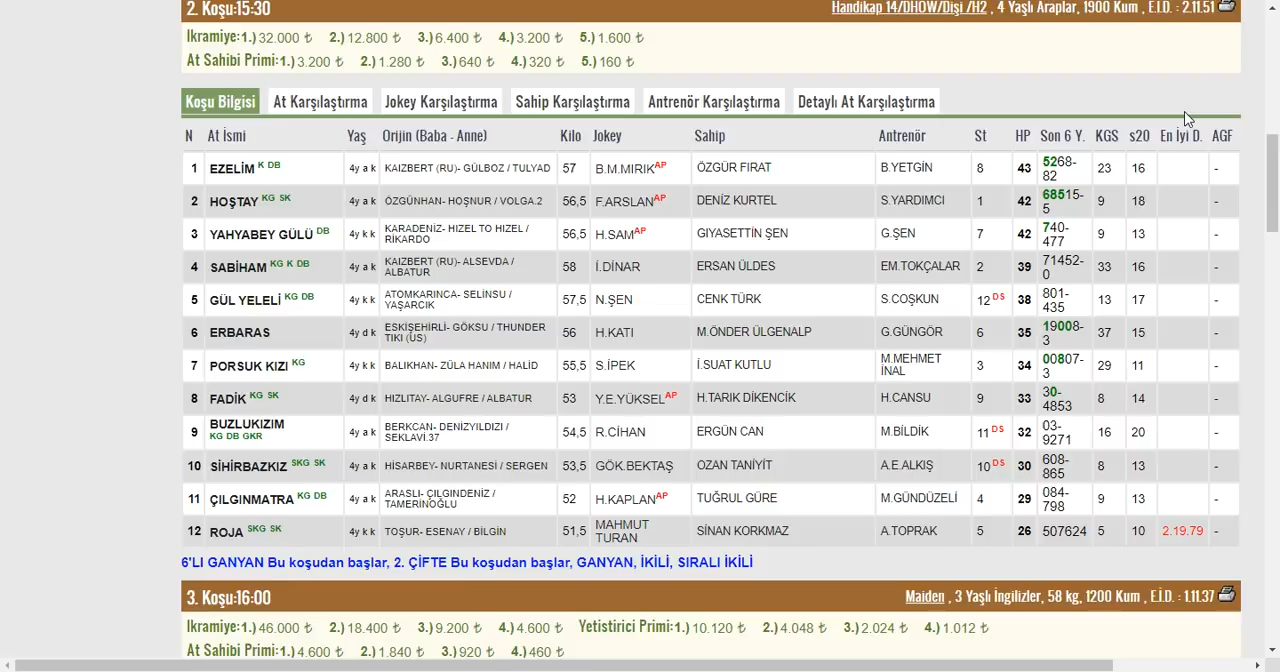 2. Koşu:15:30 Handikap 14/DHÖW/Dişi /H2 , 4 Yaşlı Araplar, 1900 Kum , E.İ.D. : 2.11.51
İkramiye:1.) 32.000 ₺ 2.) 12.800 ₺ 3.) 6.400 ₺ 4.) 3.200 ₺ 5.) 1.600 ₺
At Sahibi Primi:1.) 3.200 ₺ 2.) 1.280 ₺ 3.) 640 ₺ 4.) 320 ₺ 5.) 160 ₺
Koşu Bilgisi At Karşılaştırma Jokey Karşılaştırma Sahip Karşılaştırma Antrenör Karşılaştırma Detaylı At Karşılaştırma
N At İsmi Yaş Orijin (Baba - Anne) Kilo Jokey Sahip Antrenör St HP Son 6 Y. KGS s20 En İyi D. AGF
1 EZELİM K DB 4y a k KAIZBERT (RU)- GÜLBOZ / TULYAD 57 B.M.MIRIK AP ÖZGÜR FIRAT B.YETGİN 8 43 5268-82 23 16 -
2 HOŞTAY KG SK 4y a k ÖZGÜNHAN- HOŞNUR / VOLGA.2 56,5 F.ARSLAN AP DENİZ KURTEL S.YARDIMCI 1 42 68515-5 9 18 -
3 YAHYABEY GÜLÜ DB 4y k k KARADENİZ- HIZEL TO HIZEL / RİKARDO 56,5 H.SAM AP GIYASETTİN ŞEN G.ŞEN 7 42 740-477 9 13 -
4 SABİHAM KG K DB 4y a k KAIZBERT (RU)- ALSEVDA / ALBATUR 58 İ.DİNAR ERSAN ÜLDES EM.TOKÇALAR 2 39 71452-0 33 16 -
5 GÜL YELELİ KG DB 4y k k ATOMKARINCA- SELİNSU / YAŞARCIK 57,5 N.ŞEN CENK TÜRK S.COŞKUN 12 DS 38 801-435 13 17 -
6 ERBARAS 4y d k ESKİŞEHİRLİ- GÖKSU / THUNDER TIKI (US) 56 H.KATI M.ÖNDER ÜLGENALP G.GÜNGÖR 6 35 19008-3 37 15 -
7 PORSUK KIZI KG 4y k k BALIKHAN- ZÜLA HANIM / HALİD 55,5 S.İPEK İ.SUAT KUTLU M.MEHMET İNAL 3 34 00807-3 29 11 -
8 FADİK KG SK 4y d k HIZLITAY- ALGUFRE / ALBATUR 53 Y.E.YÜKSEL AP H.TARIK DİKENCİK H.CANSU 9 33 30-4853 8 14 -
9 BUZLUKIZIM KG DB GKR 4y a k BERKCAN- DENİZYILDIZI / SEKLAVİ.37 54,5 R.CİHAN ERGÜN CAN M.BİLDİK 11 DS 32 03-9271 16 20 -
10 SİHİRBAZKIZ SKG SK 4y a k HİSARBEY- NURTANESİ / SERGEN 53,5 GÖK.BEKTAŞ OZAN TANİYİT A.E.ALKIŞ 10 DS 30 608-865 8 13 -
11 ÇILGINMATRA KG DB 4y a k ARASLI- ÇILGINDENİZ / TAMERİNOĞLU 52 H.KAPLAN AP TUĞRUL GÜRE M.GÜNDÜZELİ 4 29 084-798 9 13 -
12 ROJA SKG SK 4y k k TOŞUR- ESENAY / BİLGİN 51,5 MAHMUT TURAN SİNAN KORKMAZ A.TOPRAK 5 26 507624 5 10 2.19.79 -
6'LI GANYAN Bu koşudan başlar, 2. ÇİFTE Bu koşudan başlar, GANYAN, İKİLİ, SIRALI İKİLİ
3. Koşu:16:00 Maiden , 3 Yaşlı İngilizler, 58 kg, 1200 Kum , E.İ.D. : 1.11.37
İkramiye:1.) 46.000 ₺ 2.) 18.400 ₺ 3.) 9.200 ₺ 4.) 4.600 ₺ Yetistirici Primi:1.) 10.120 ₺ 2.) 4.048 ₺ 3.) 2.024 ₺ 4.) 1.012 ₺
At Sahibi Primi:1.) 4.600 ₺ 2.) 1.840 ₺ 3.) 920 ₺ 4.) 460 ₺